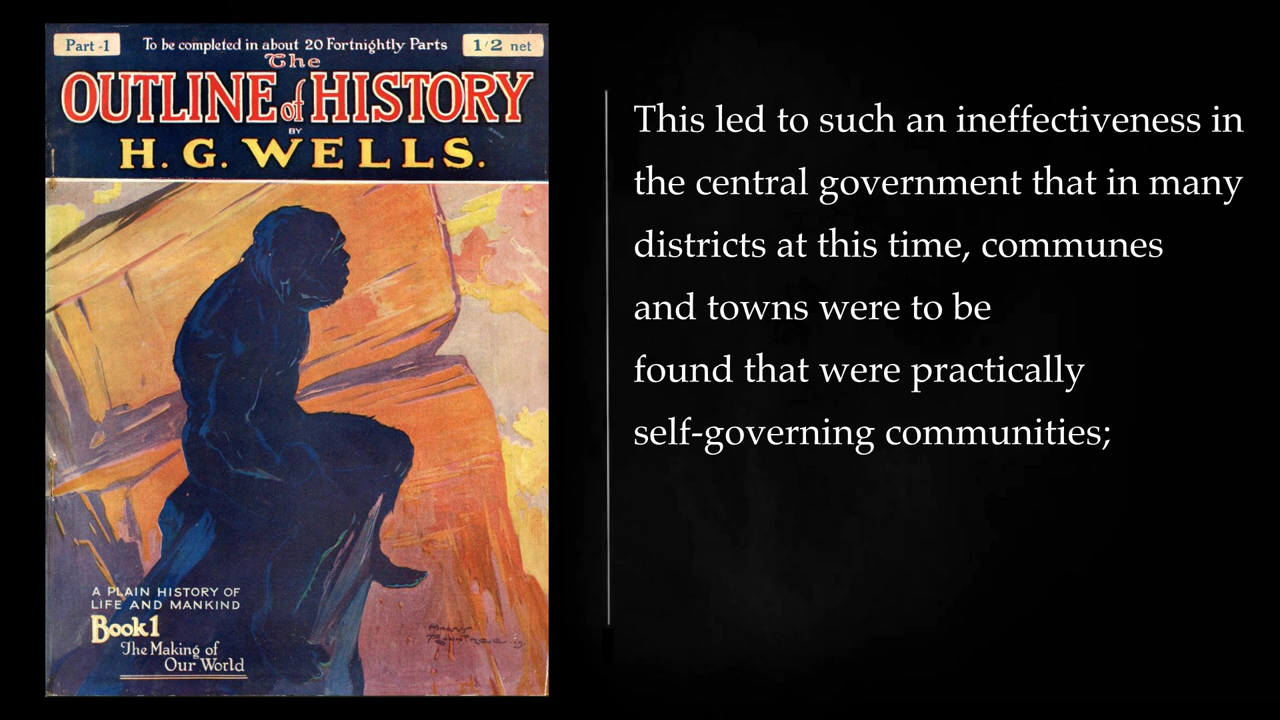 Part -1
To be completed in about 20 Fortnightly Parts
1/2 net
The
OUTLINE of HISTORY
BY
H. G. WELLS.
A PLAIN HISTORY OF
LIFE AND MANKIND
Book 1
The Making of
Our World
This led to such an ineffectiveness in
the central government that in many
districts at this time, communes
and towns were to be
found that were practically
self-governing communities;